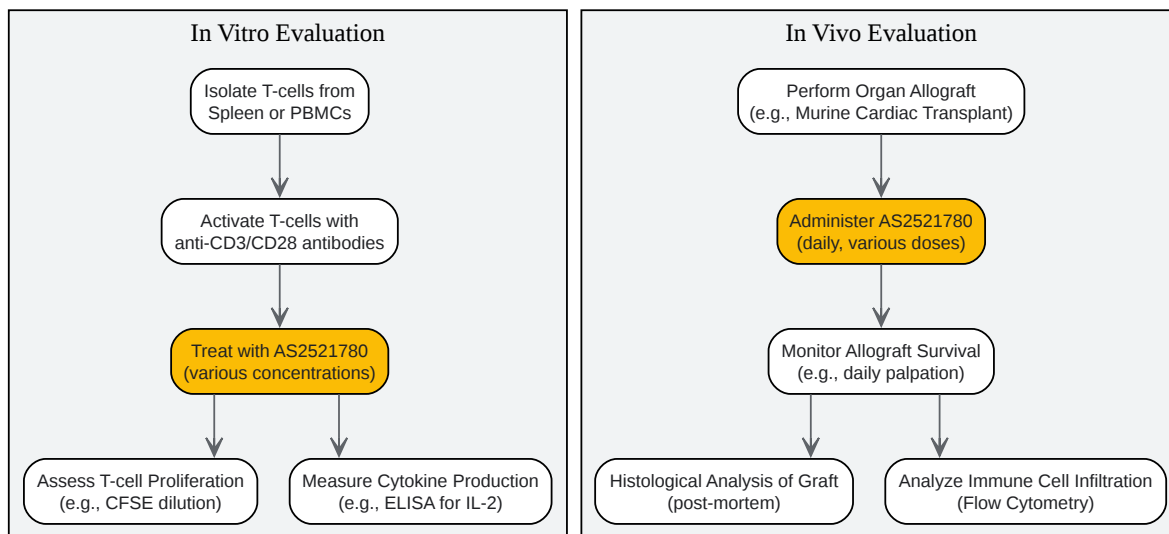 In Vitro Evaluation
Isolate T-cells from
Spleen or PBMCs
Activate T-cells with
anti-CD3/CD28 antibodies
Treat with AS2521780
(various concentrations)
Assess T-cell Proliferation
(e.g., CFSE dilution)
Measure Cytokine Production
(e.g., ELISA for IL-2)
In Vivo Evaluation
Perform Organ Allograft
(e.g., Murine Cardiac Transplant)
Administer AS2521780
(daily, various doses)
Monitor Allograft Survival
(e.g., daily palpation)
Histological Analysis of Graft
(post-mortem)
Analyze Immune Cell Infiltration
(Flow Cytometry)